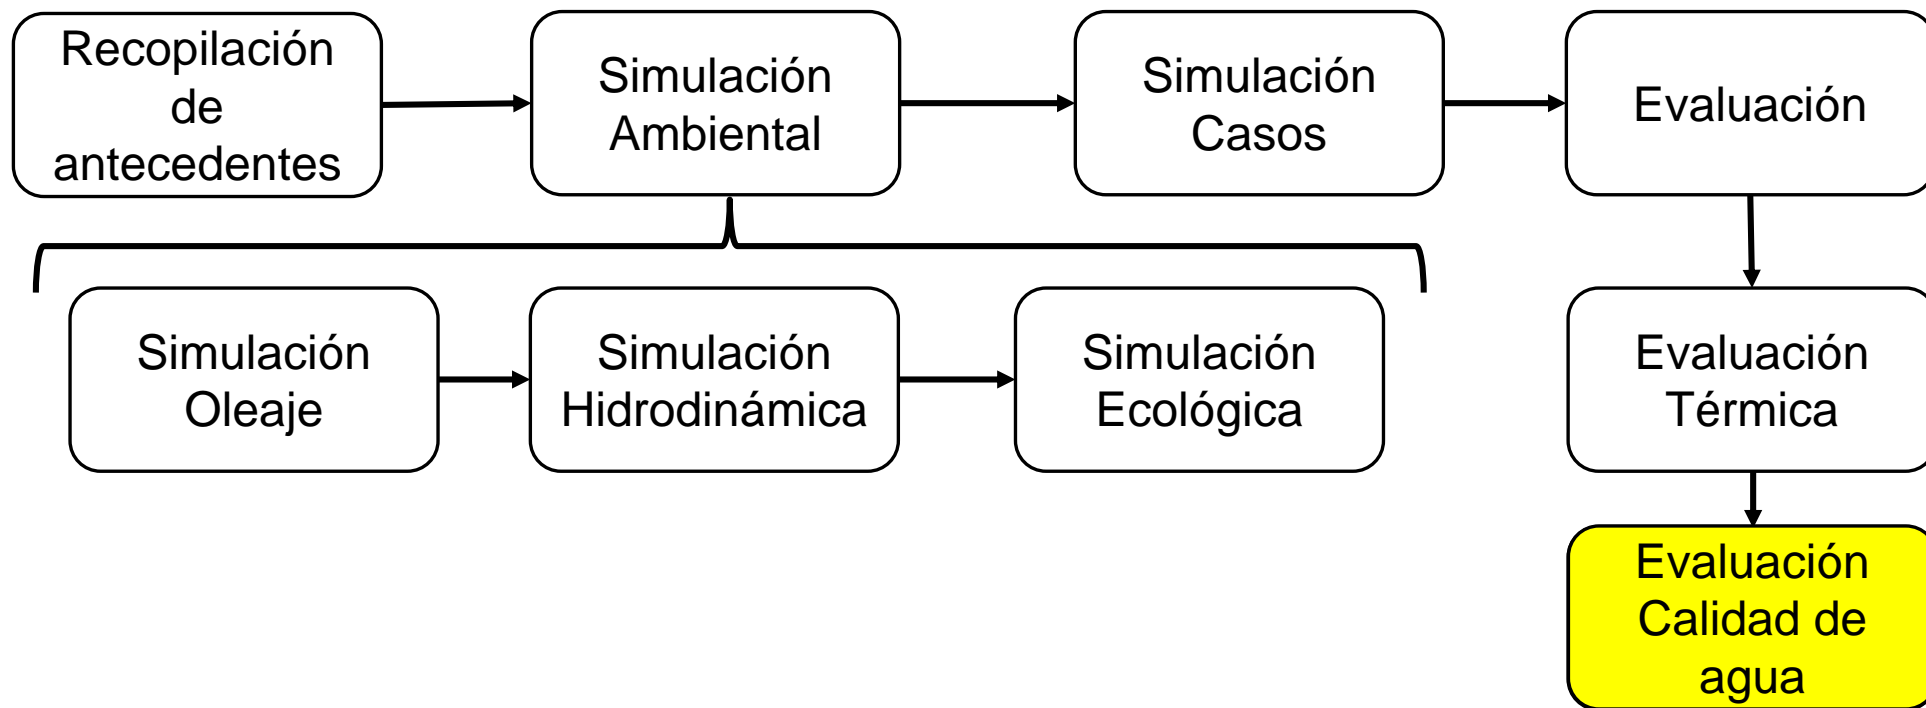 Recopilación
de
antecedentes
Simulación
Ambiental
Simulación
Casos
Evaluación
Simulación
Oleaje
Simulación
Hidrodinámica
Simulación
Ecológica
Evaluación
Térmica
Evaluación
Calidad de
agua